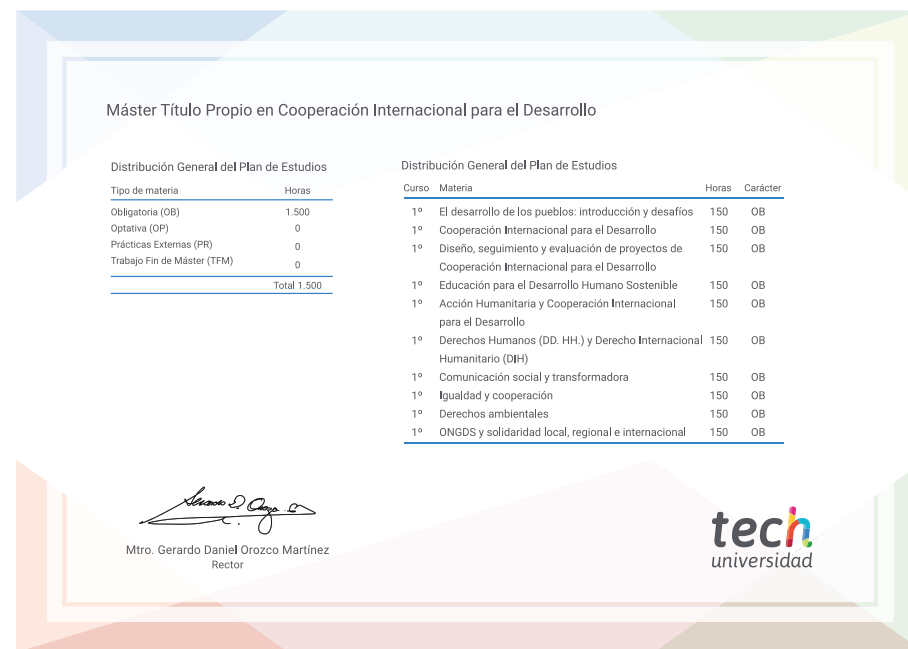 Máster Título Propio en Cooperación Internacional para el Desarrollo
Distribución General del Plan de Estudios
Tipo de materia Horas
Obligatoria (OB) 1.500
Optativa (OP) 0
Prácticas Externas (PR) 0
Trabajo Fin de Máster (TFM) 0
Total 1.500
Distribución General del Plan de Estudios
Curso Materia Horas Carácter
1º El desarrollo de los pueblos: introducción y desafíos 150 OB
1º Cooperación Internacional para el Desarrollo 150 OB
1º Diseño, seguimiento y evaluación de proyectos de 150 OB
Cooperación Internacional para el Desarrollo
1º Educación para el Desarrollo Humano Sostenible 150 OB
1º Acción Humanitaria y Cooperación Internacional 150 OB
para el Desarrollo
1º Derechos Humanos (DD. HH.) y Derecho Internacional 150 OB
Humanitario (DIH)
1º Comunicación social y transformadora 150 OB
1º Igualdad y cooperación 150 OB
1º Derechos ambientales 150 OB
1º ONGDS y solidaridad local, regional e internacional 150 OB
Mtro. Gerardo Daniel Orozco Martínez
Rector
tech
universidad